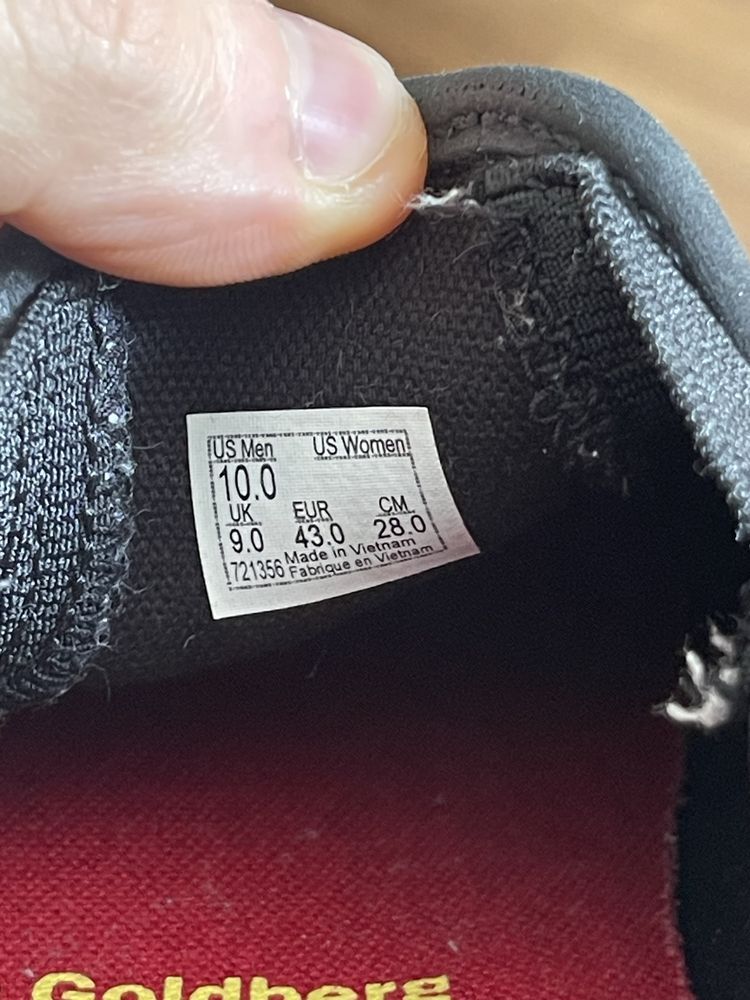 US Men US Women
10.0
UK EUR CM
9.0 43.0 28.0
721356 Made in Vietnam
Fabrique en Vietnam
Goldberg